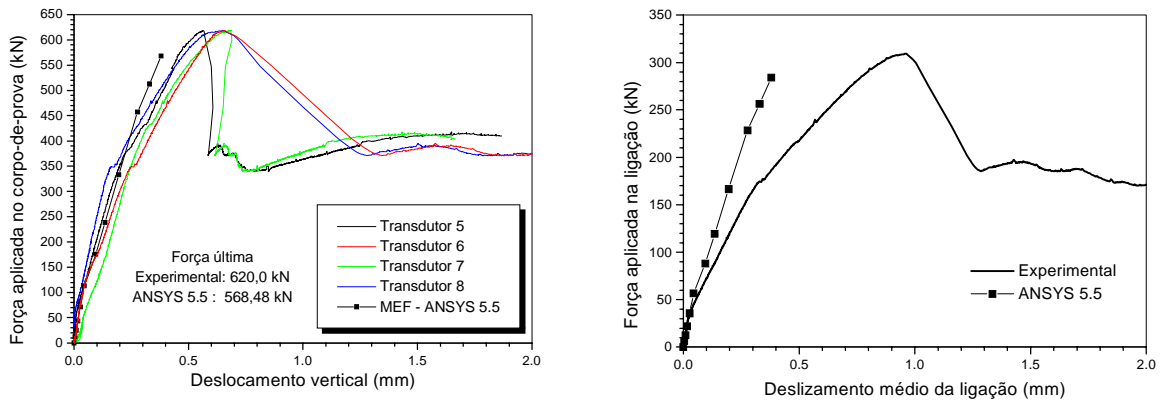 Força aplicada no corpo-de-prova (kN)
650
600
550
500
450
400
350
300
250
200
150
100
50
0
0.0
0.5
1.0
1.5
2.0
Deslocamento vertical (mm)
Força última
Experimental: 620,0 kN
ANSYS 5.5 : 568,48 kN
Transdutor 5
Transdutor 6
Transdutor 7
Transdutor 8
MEF - ANSYS 5.5
Força aplicada na ligação (kN)
350
300
250
200
150
100
50
0
0.0
0.5
1.0
1.5
2.0
Deslizamento médio da ligação (mm)
Experimental
ANSYS 5.5